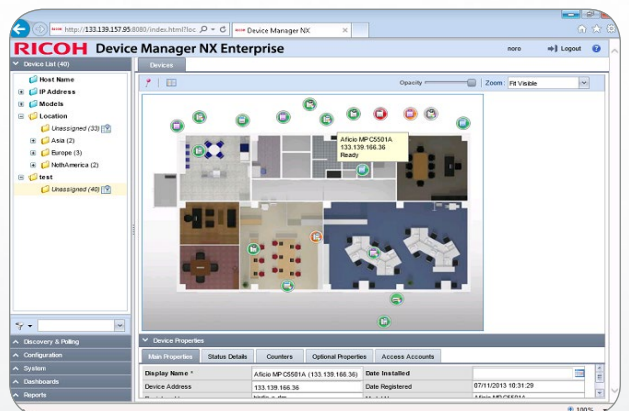 http://133.139.157.95:8080/index.html?loc
Device Manager NX
RICOH Device Manager NX Enterprise
noro
Logout
Device List (40)
Devices
Host Name
IP Address
Models
Location
Unassigned (33)
Asia (2)
Europe (3)
NothAmerica (2)
test
Unassigned (40)
Opacity
Zoom:
Fit Visible
Aficio MP C5501A
133.139.166.36
Ready
Discovery & Polling
Configuration
System
Dashboards
Reports
Device Properties
Main Properties
Status Details
Counters
Optional Properties
Access Accounts
Display Name *
Aficio MP C5501A (133.139.166.36)
Date Installed
Device Address
133.139.166.36
Date Registered
07/11/2013 10:31:29
100%